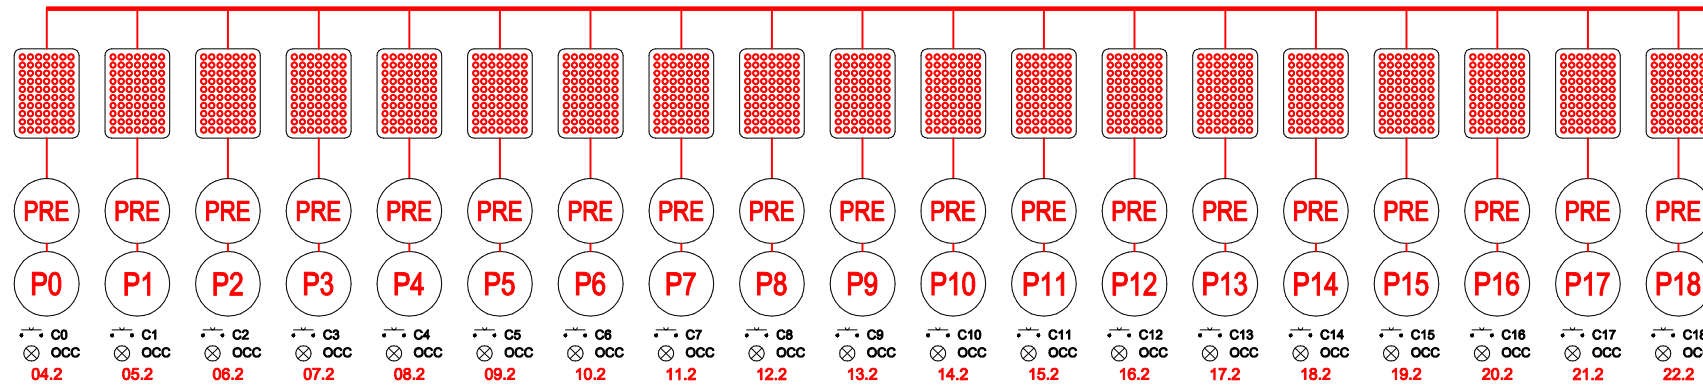 PRE PRE PRE PRE PRE PRE PRE PRE PRE PRE PRE PRE PRE PRE PRE PRE PRE PRE PRE
P0 P1 P2 P3 P4 P5 P6 P7 P8 P9 P10 P11 P12 P13 P14 P15 P16 P17 P18
C0 C1 C2 C3 C4 C5 C6 C7 C8 C9 C10 C11 C12 C13 C14 C15 C16 C17 C18
OCC OCC OCC OCC OCC OCC OCC OCC OCC OCC OCC OCC OCC OCC OCC OCC OCC OCC
04.2 05.2 06.2 07.2 08.2 09.2 10.2 11.2 12.2 13.2 14.2 15.2 16.2 17.2 18.2 19.2 20.2 21.2 22.2